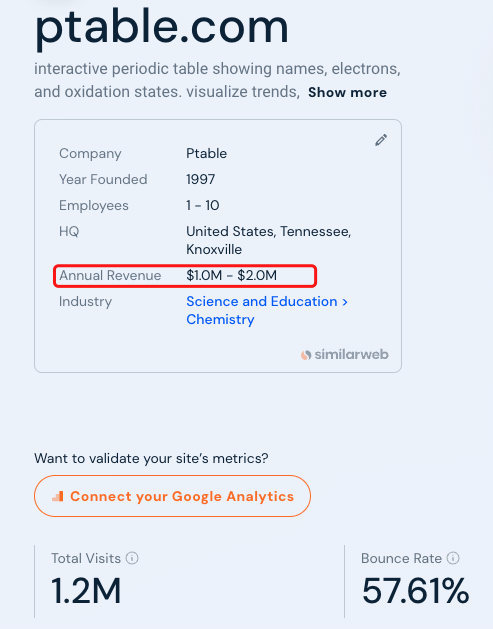 ptable.com
interactive periodic table showing names, electrons,
and oxidation states. visualize trends, Show more
Company Ptable
Year Founded 1997
Employees 1 - 10
HQ United States, Tennessee,
Knoxville
Annual Revenue $1.0M - $2.0M
Industry Science and Education >
Chemistry
similarweb
Want to validate your site's metrics?
Connect your Google Analytics
Total Visits Bounce Rate
1.2M 57.61%